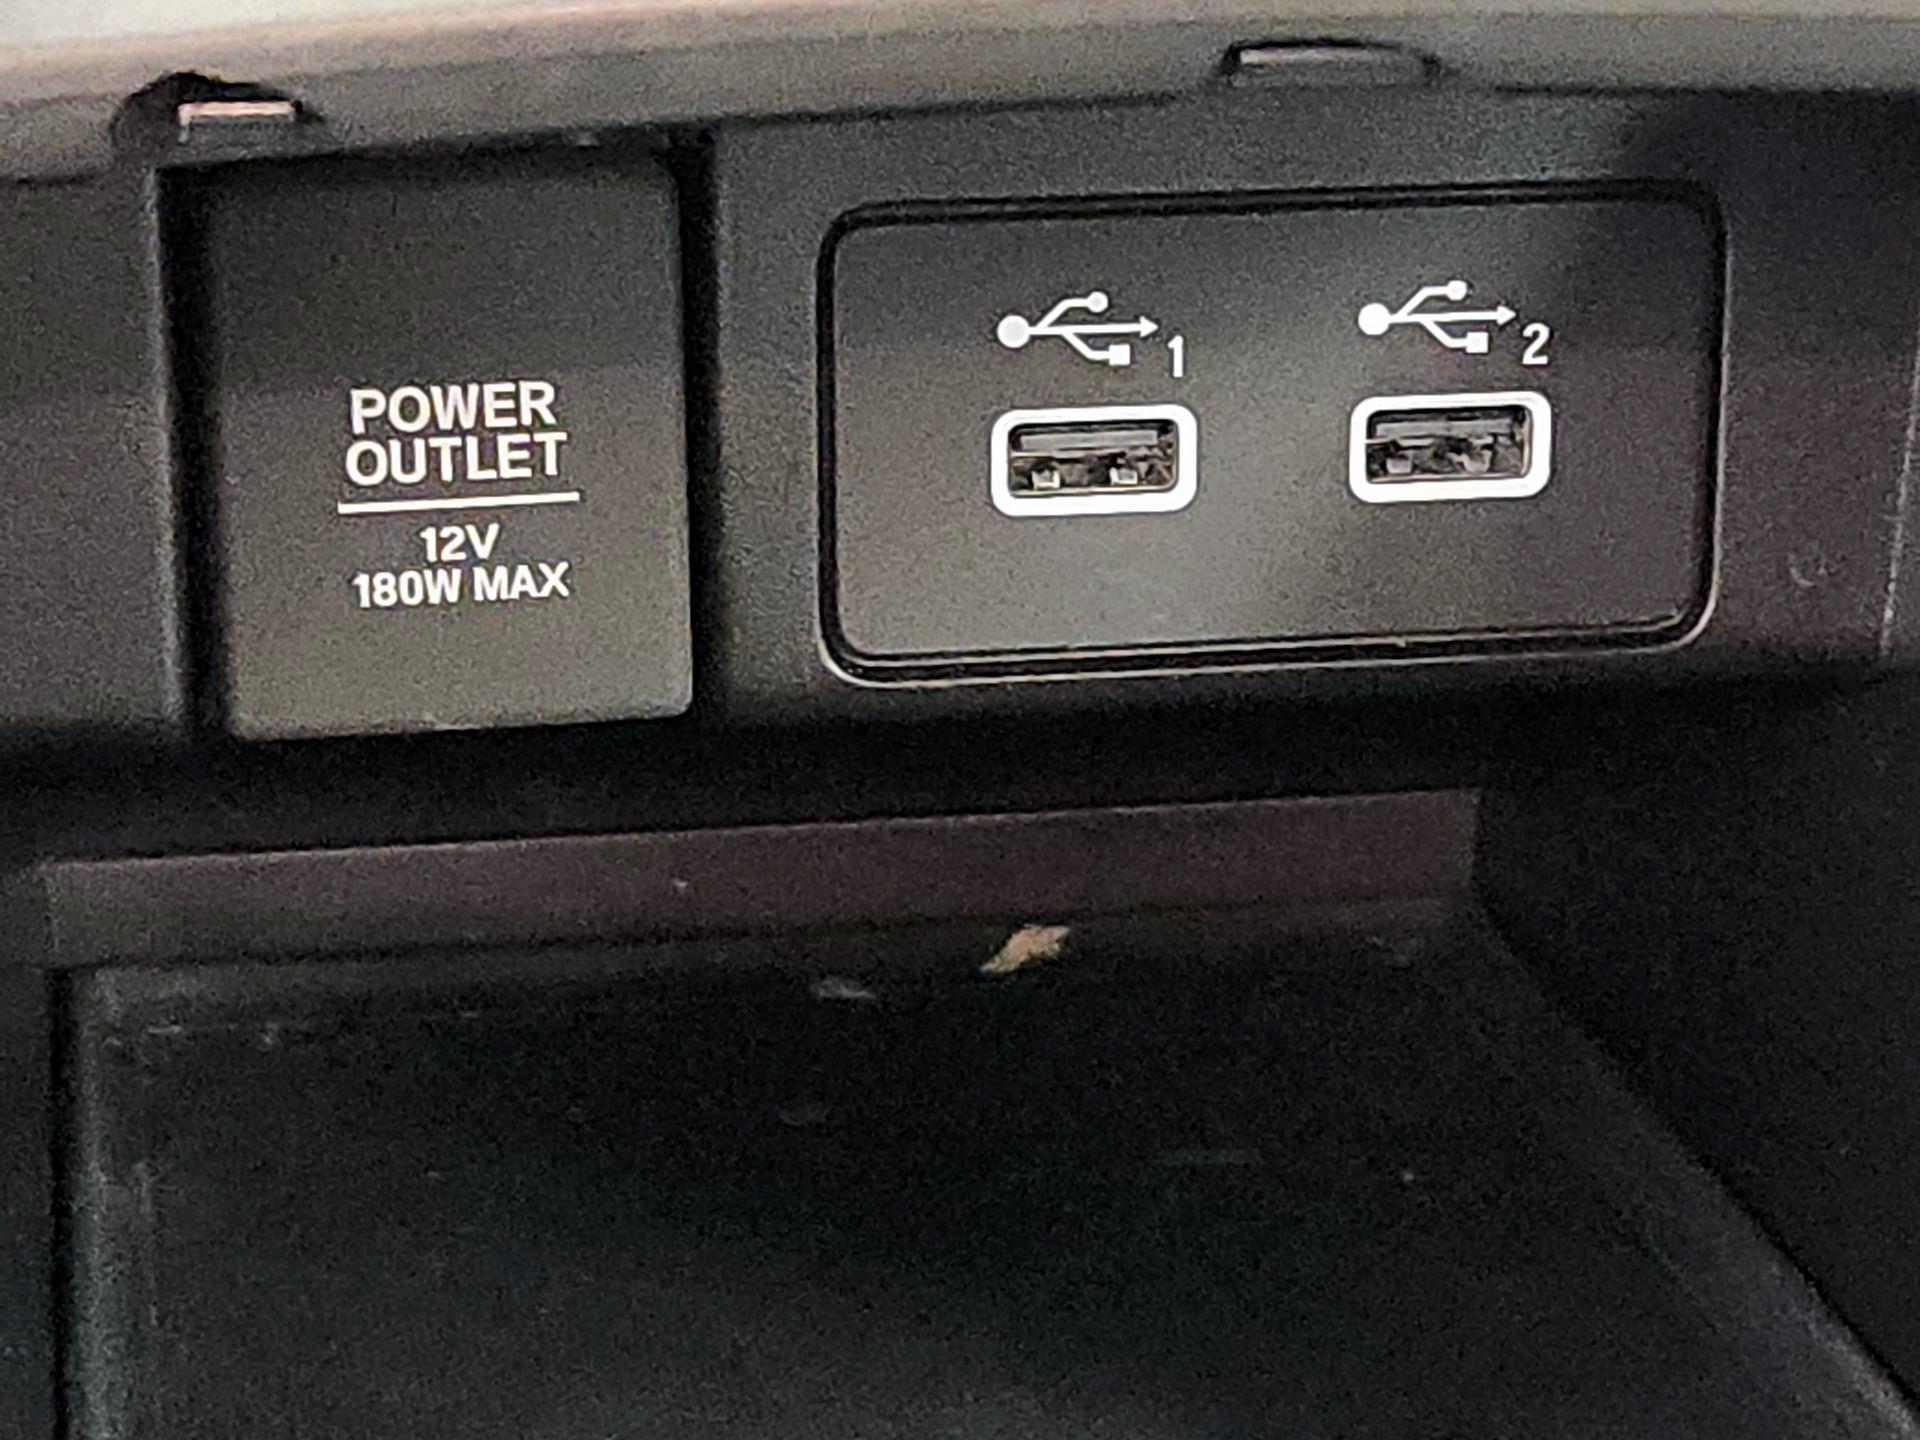 POWER
OUTLET
12V
180W MAX
1
2